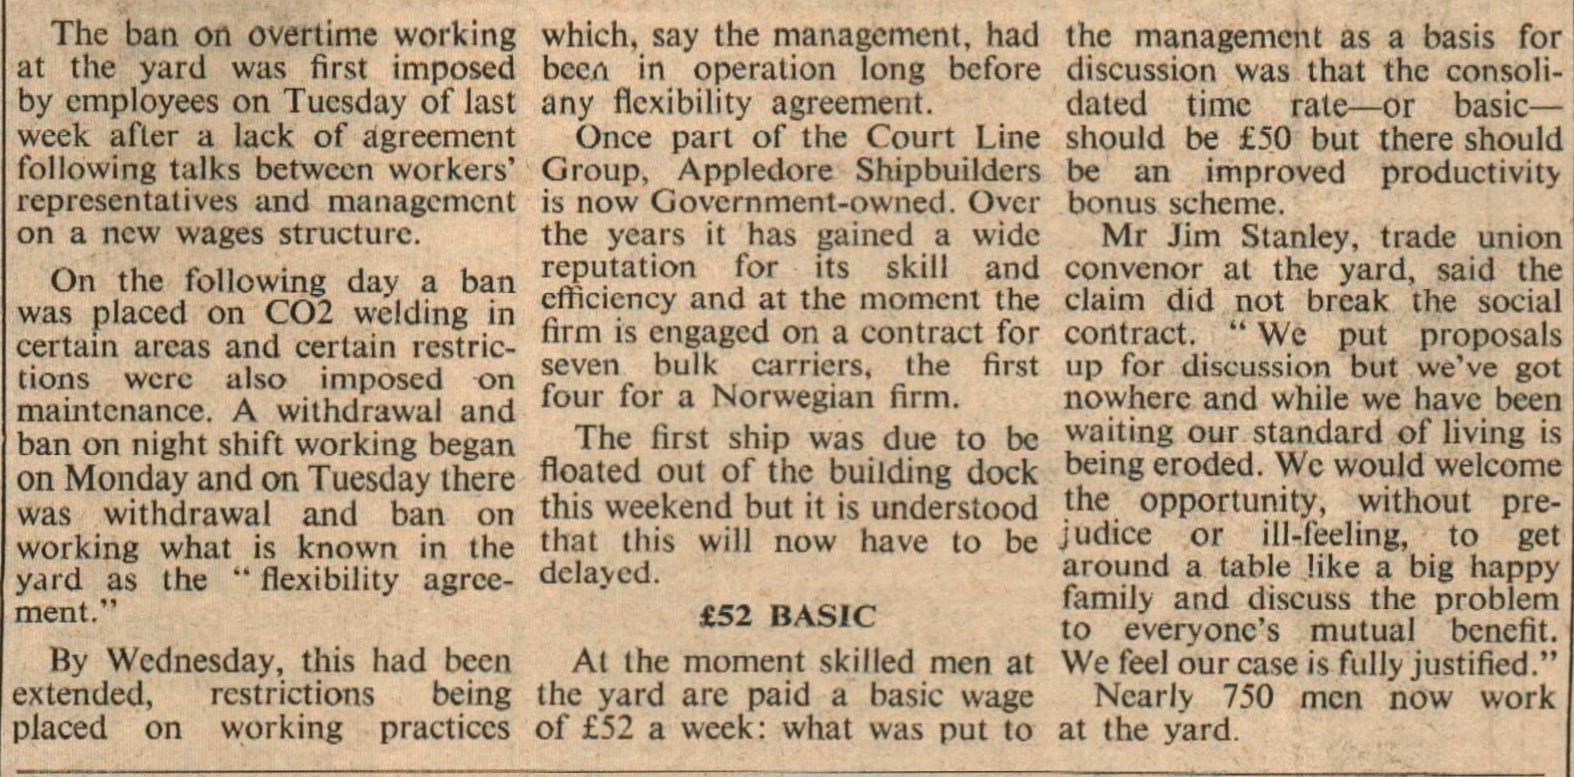 The ban on overtime working
at the yard was first imposed
by employees on Tuesday of last
week after a lack of agreement
following talks between workers'
representatives and management
on a new wages structure.
On the following day a ban
was placed on CO2 welding in
certain areas and certain restric-
tions were also imposed on
maintenance. A withdrawal and
ban on night shift working began
on Monday and on Tuesday there
was withdrawal and ban on
working what is known in the
yard as the “ flexibility agree-
ment.”
By Wednesday, this had been
extended, restrictions being
placed on working practices
which, say the management, had
been in operation long before
any flexibility agreement.
Once part of the Court Line
Group, Appledore Shipbuilders
is now Government-owned. Over
the years it has gained a wide
reputation for its skill and
efficiency and at the moment the
firm is engaged on a contract for
seven bulk carriers, the first
four for a Norwegian firm.
The first ship was due to be
floated out of the building dock
this weekend but it is understood
that this will now have to be
delayed.
£52 BASIC
At the moment skilled men at
the yard are paid a basic wage
of £52 a week: what was put to
the management as a basis for
discussion was that the consoli-
dated time rate—or basic—
should be £50 but there should
be an improved productivity
bonus scheme.
Mr Jim Stanley, trade union
convenor at the yard, said the
claim did not break the social
contract. “ We put proposals
up for discussion but we've got
nowhere and while we have been
waiting our standard of living is
being eroded. We would welcome
the opportunity, without pre-
judice or ill-feeling, to get
around a table like a big happy
family and discuss the problem
to everyone's mutual benefit.
We feel our case is fully justified.”
Nearly 750 men now work
at the yard.